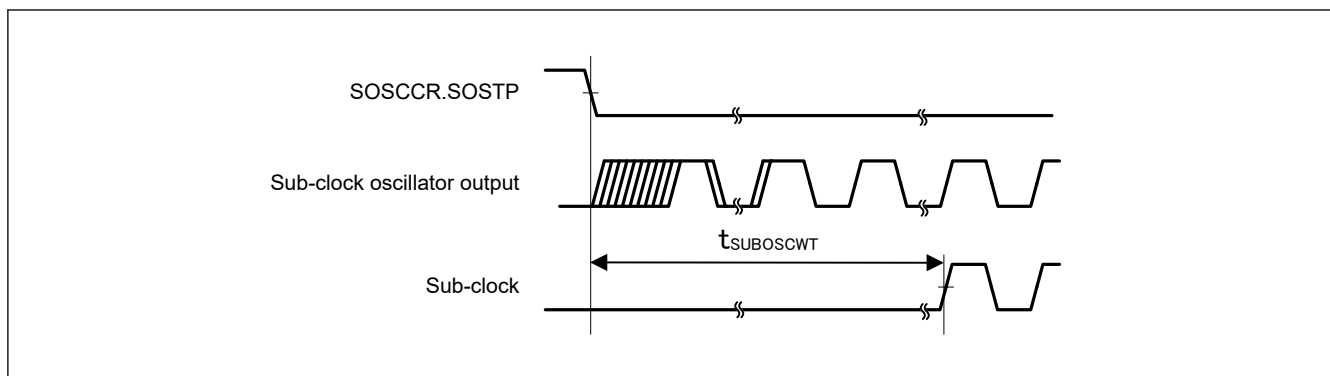 SOSCCR.SOSTP
Sub-clock oscillator output
tSUBOSCWT
Sub-clock